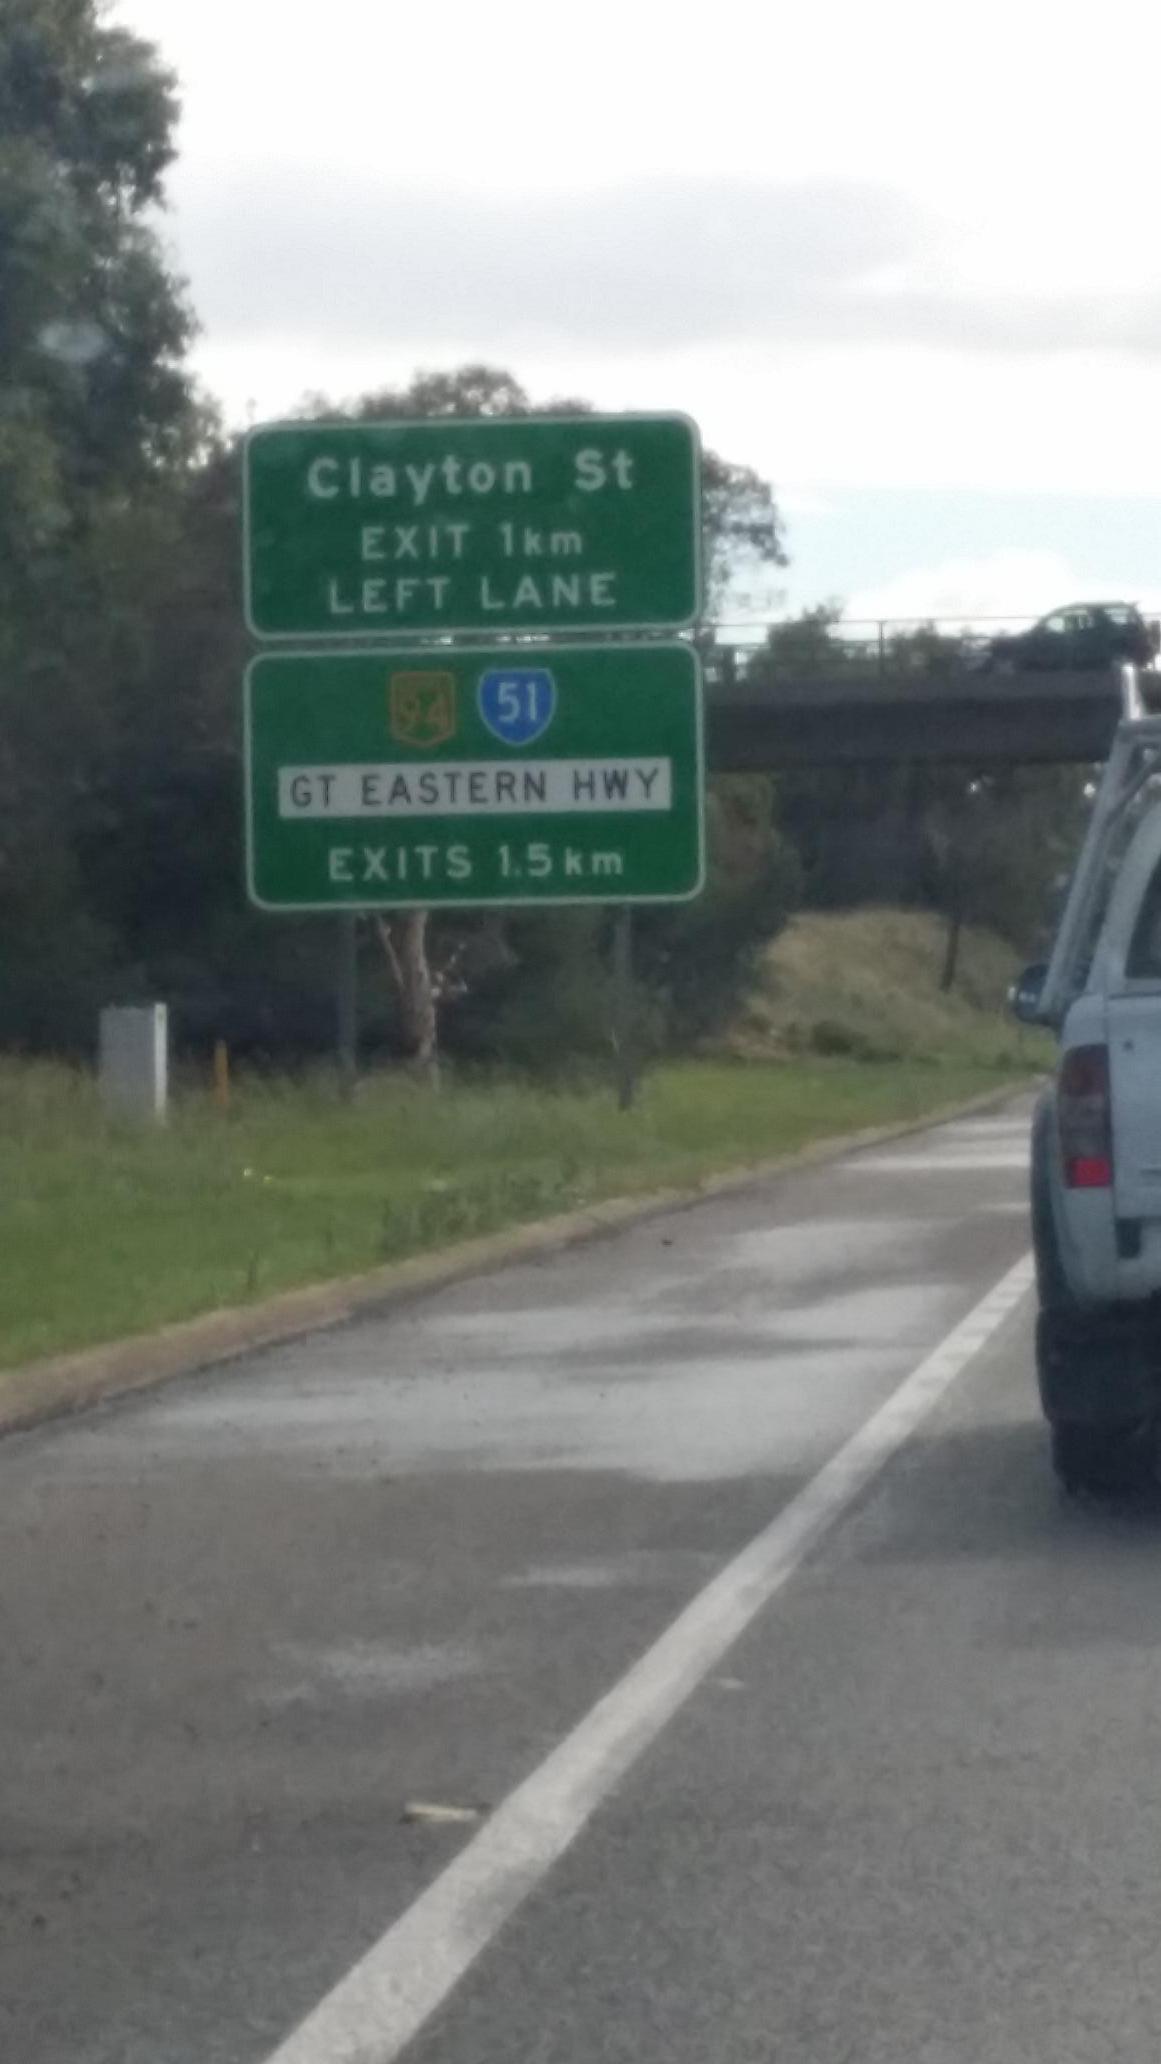 Clayton St
EXIT 1km
LEFT LANE
94 51
GT EASTERN HWY
EXITS 1.5km